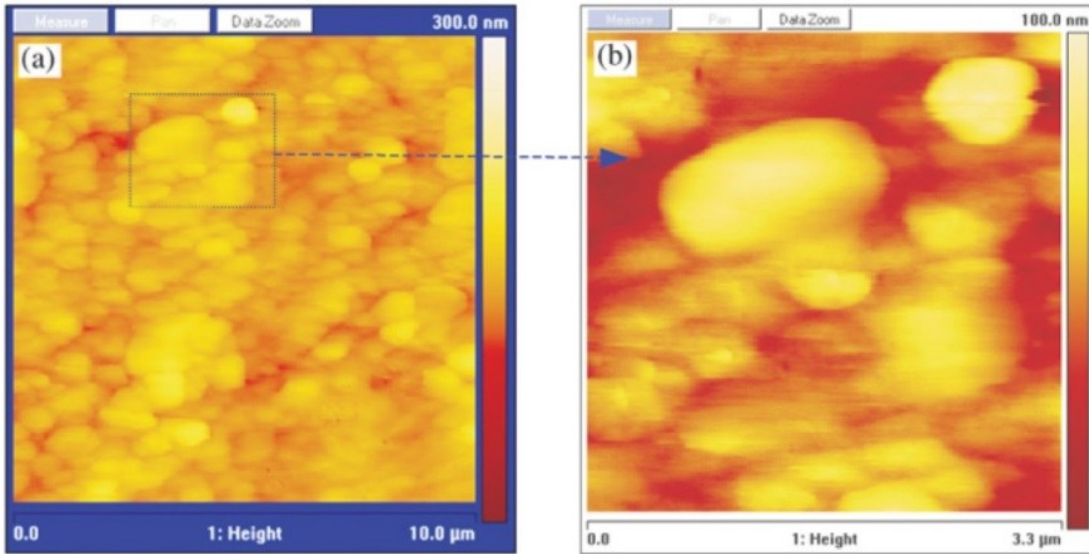 Measure Pan Data Zoom 300.0 nm
(a)
0.0 1: Height 10.0 µm
Measure Pan Data Zoom 100.0 nm
(b)
0.0 1: Height 3.3 µm